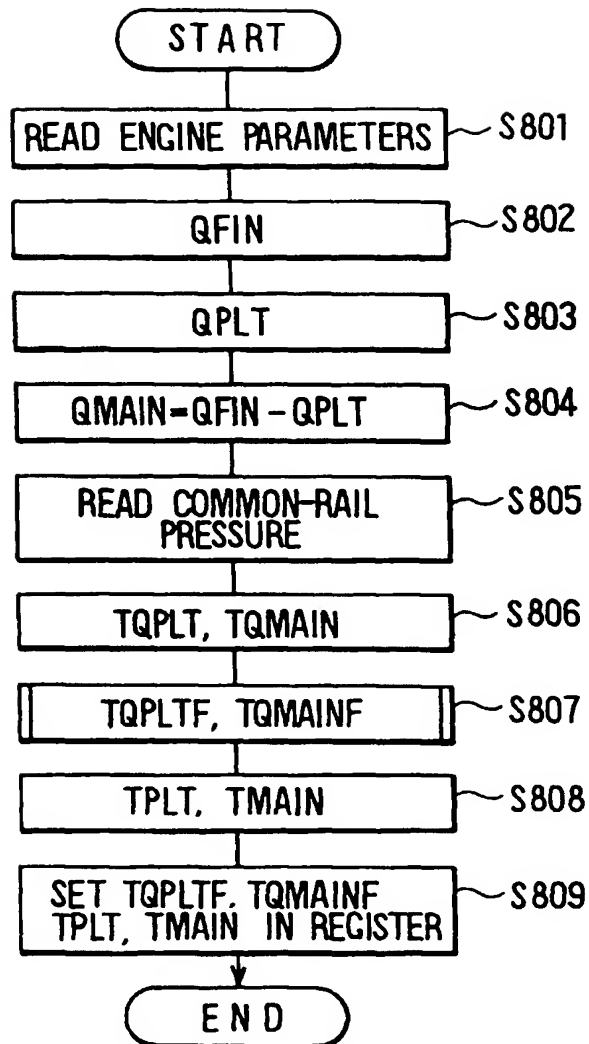 START
READ ENGINE PARAMETERS
S801
QFIN
S802
QPLT
S803
QMAIN=QFIN-QPLT
S804
READ COMMON-RAIL
PRESSURE
S805
TQPLT, TQMAIN
S806
TQPLTF, TQMAINF
S807
TPLT, TMAIN
S808
SET TQPLTF. TQMAINF
TPLT, TMAIN IN REGISTER
S809
END